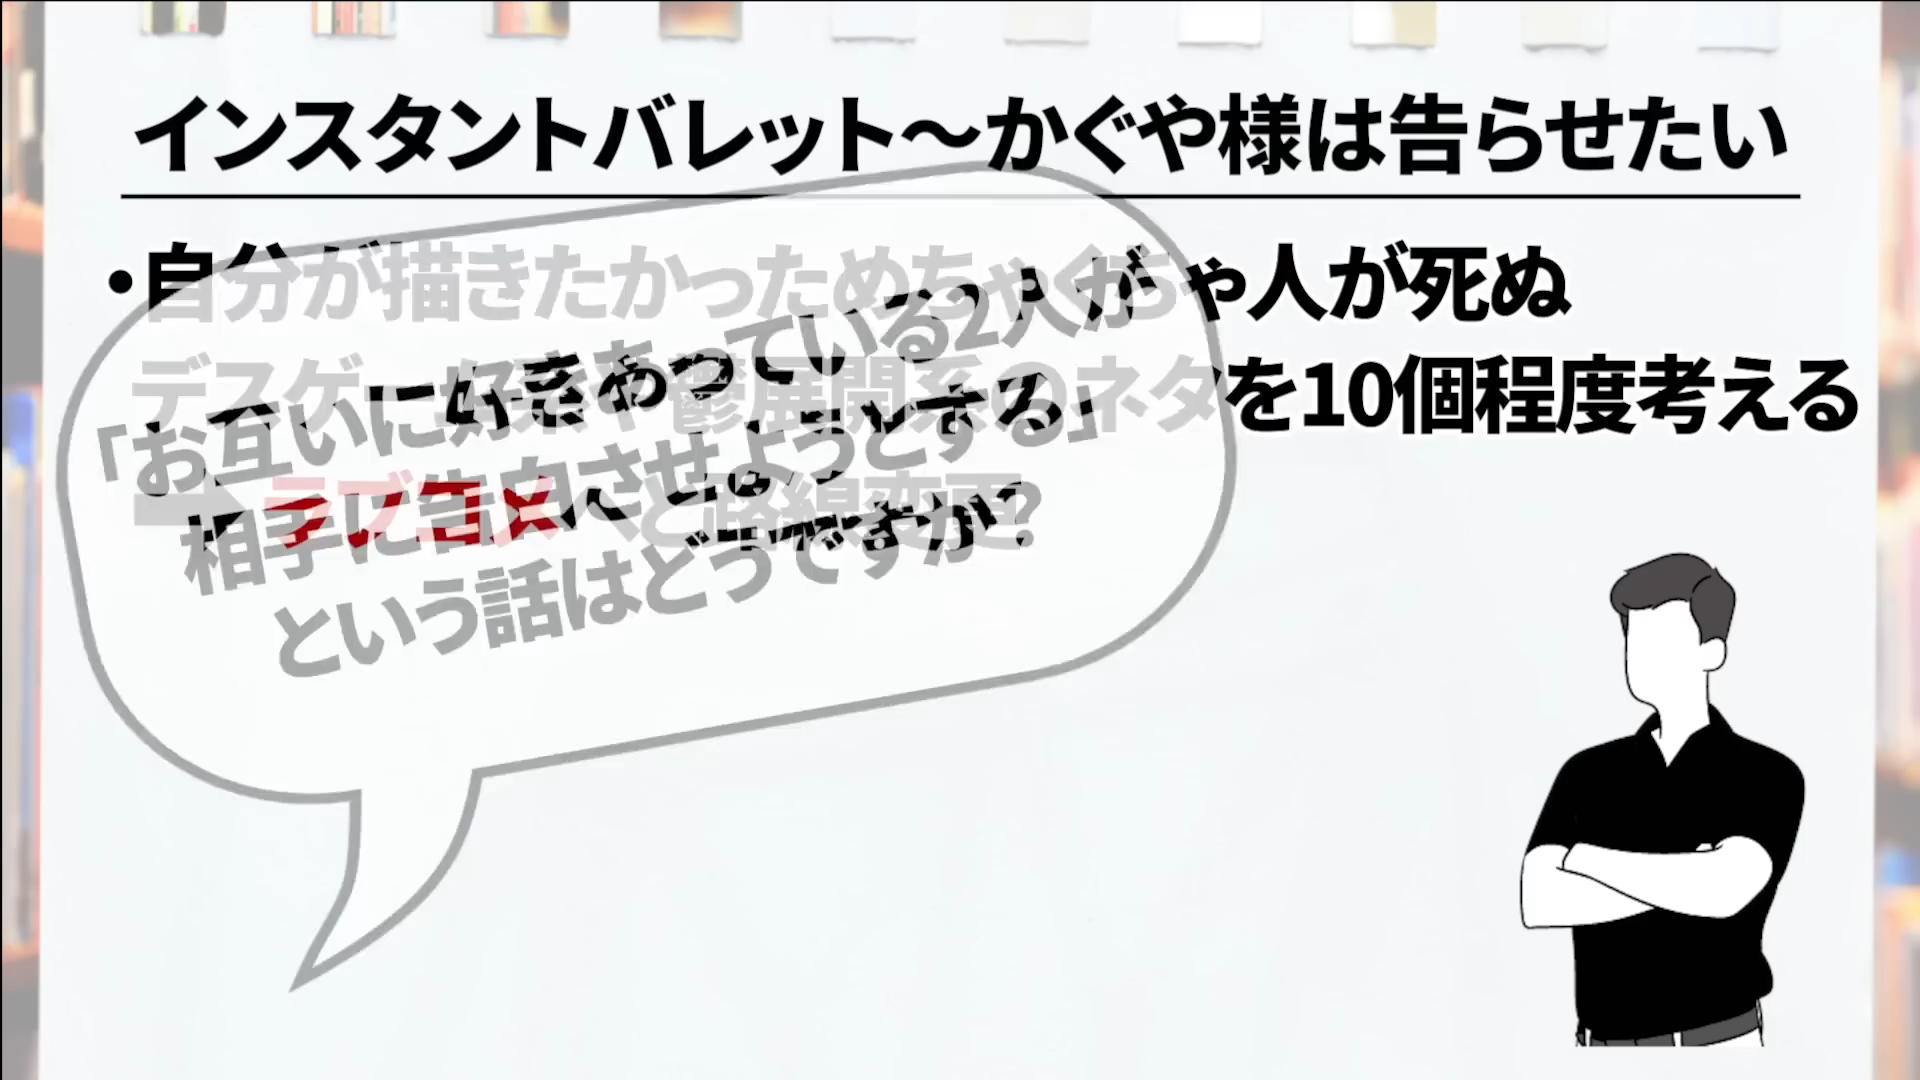 インスタントバレット～かぐや様は告らせたい
・自分が描きたかっためちゃくちゃ人が死ぬ
デスゲーム系や鬱展開系のネタを10個程度考える
➡ラブコメへと路線変更
「お互いに好きあっている2人が
相手に告白させようとする」
という話はどうですか?